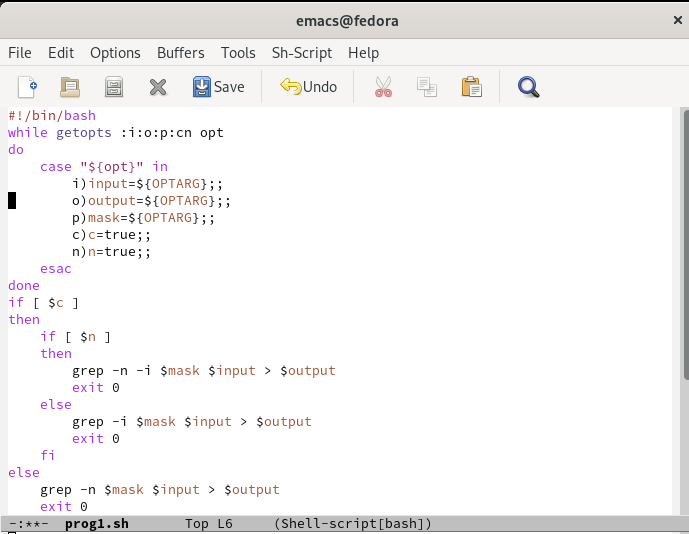 emacs@fedora ×
File Edit Options Buffers Tools Sh-Script Help
Save Undo
#!/bin/bash
while getopts :i:o:p:cn opt
do
    case "${opt}" in
        i)input=${OPTARG};;
        o)output=${OPTARG};;
        p)mask=${OPTARG};;
        c)c=true;;
        n)n=true;;
    esac
done
if [ $c ]
then
    if [ $n ]
    then
        grep -n -i $mask $input > $output
        exit 0
    else
        grep -i $mask $input > $output
        exit 0
    fi
else
    grep -n $mask $input > $output
    exit 0
-:**-  prog1.sh       Top L6     (Shell-script[bash])